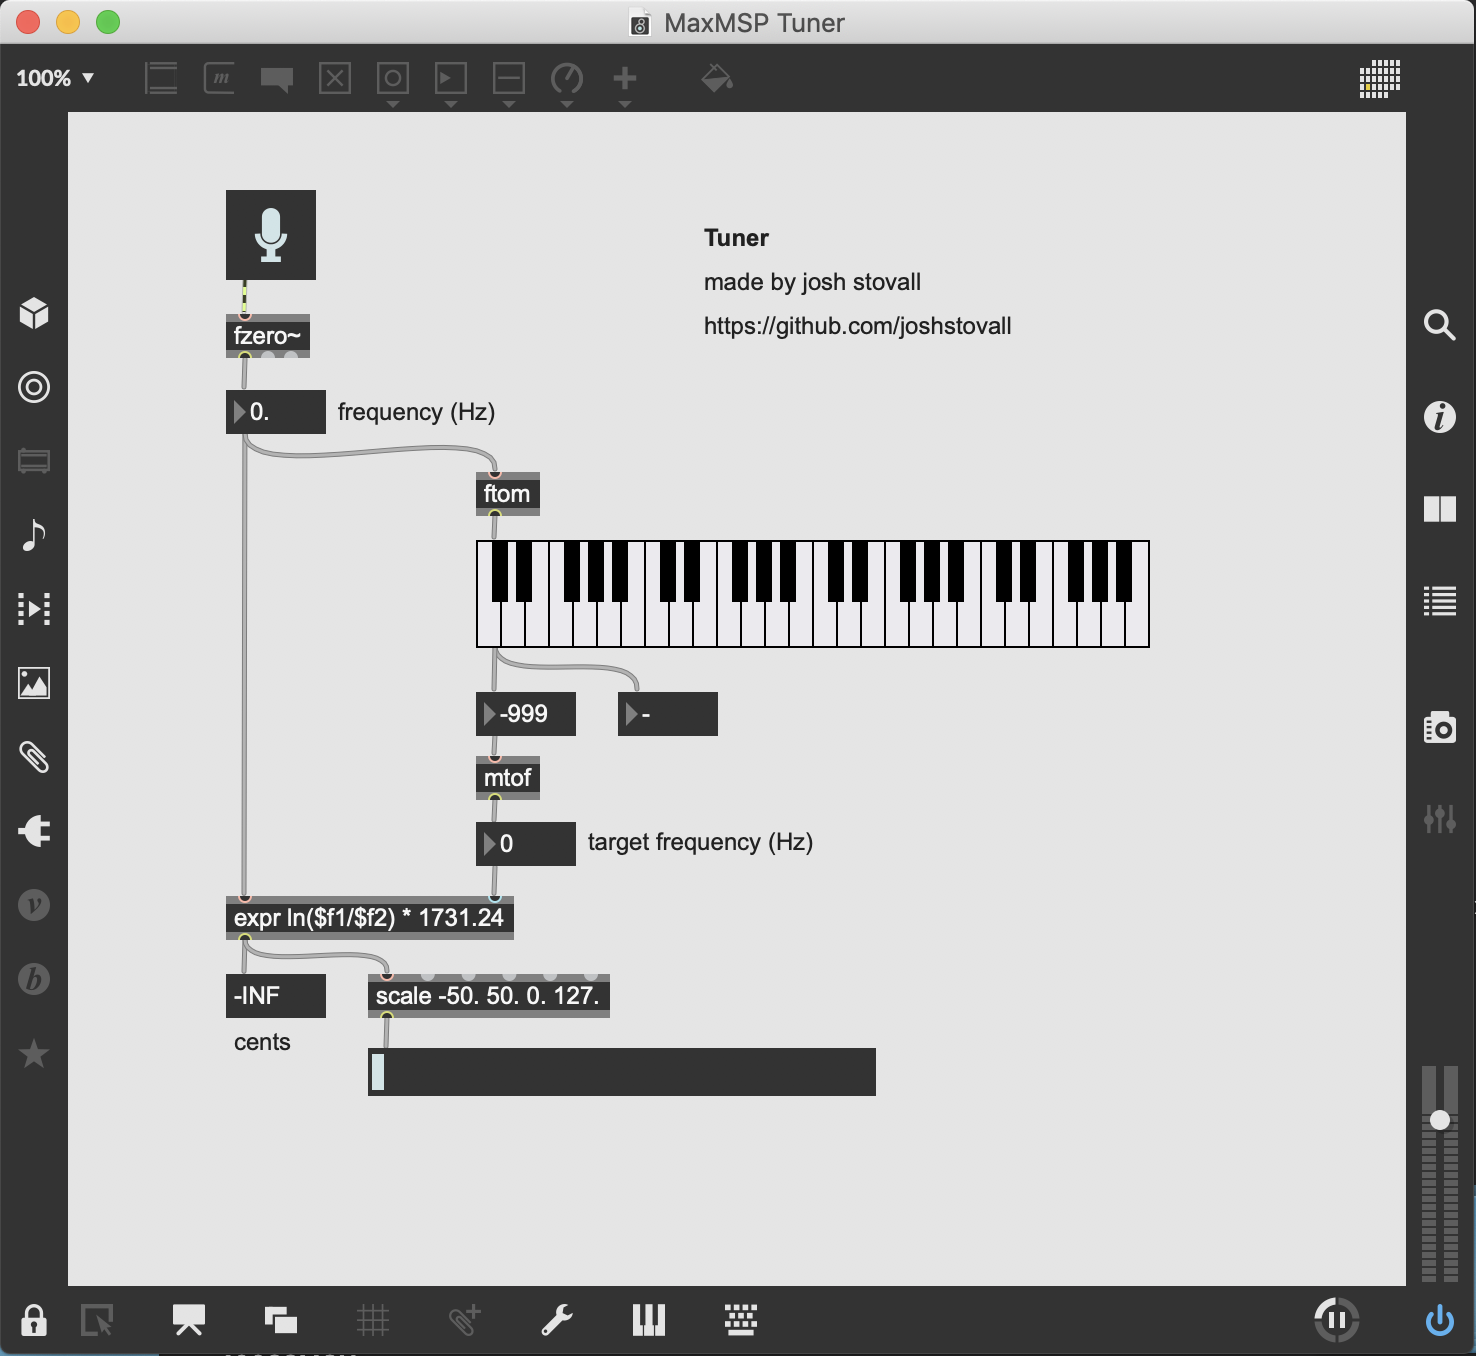 MaxMSP Tuner
100%
m
Tuner
made by josh stovall
https://github.com/joshstovall
fzero~
0.
frequency (Hz)
ftom
-999
-
mtof
0
target frequency (Hz)
expr ln($f1/$f2) * 1731.24
-INF
scale -50. 50. 0. 127.
cents
i
v
b